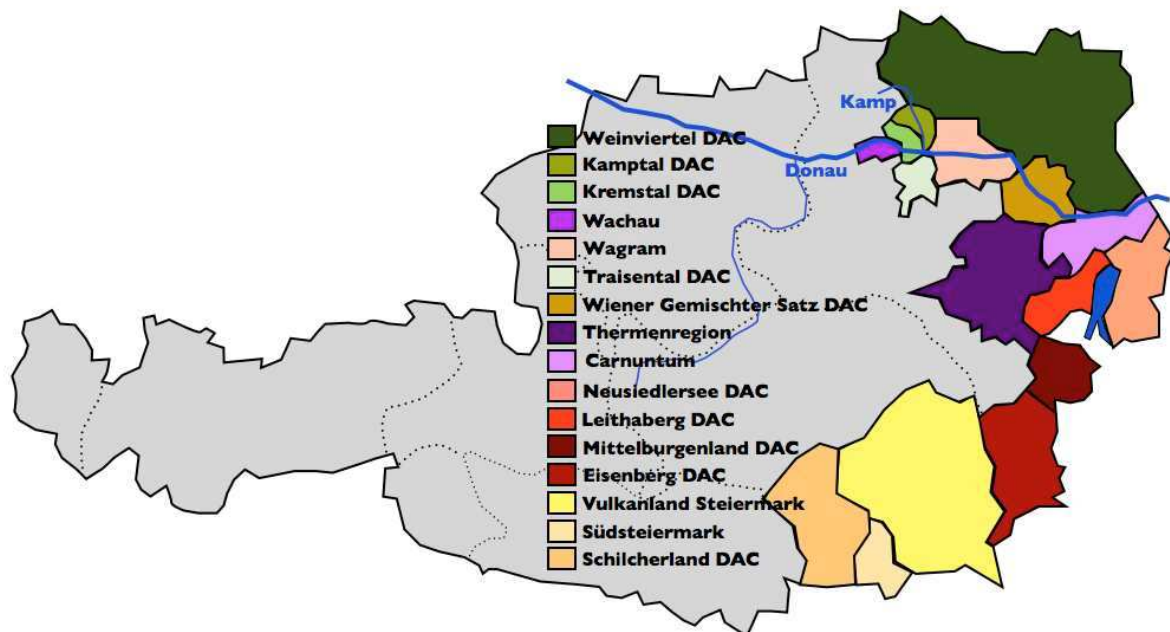 Kamp
Donau
Weinviertel DAC
Kamptal DAC
Kremstal DAC
Wachau
Wagram
Traisental DAC
Wiener Gemischter Satz DAC
Thermenregion
Carnuntum
Neusiedlersee DAC
Leithaberg DAC
Mittelburgenland DAC
Eisenberg DAC
Vulkanland Steiermark
Südsteiermark
Schilcherland DAC